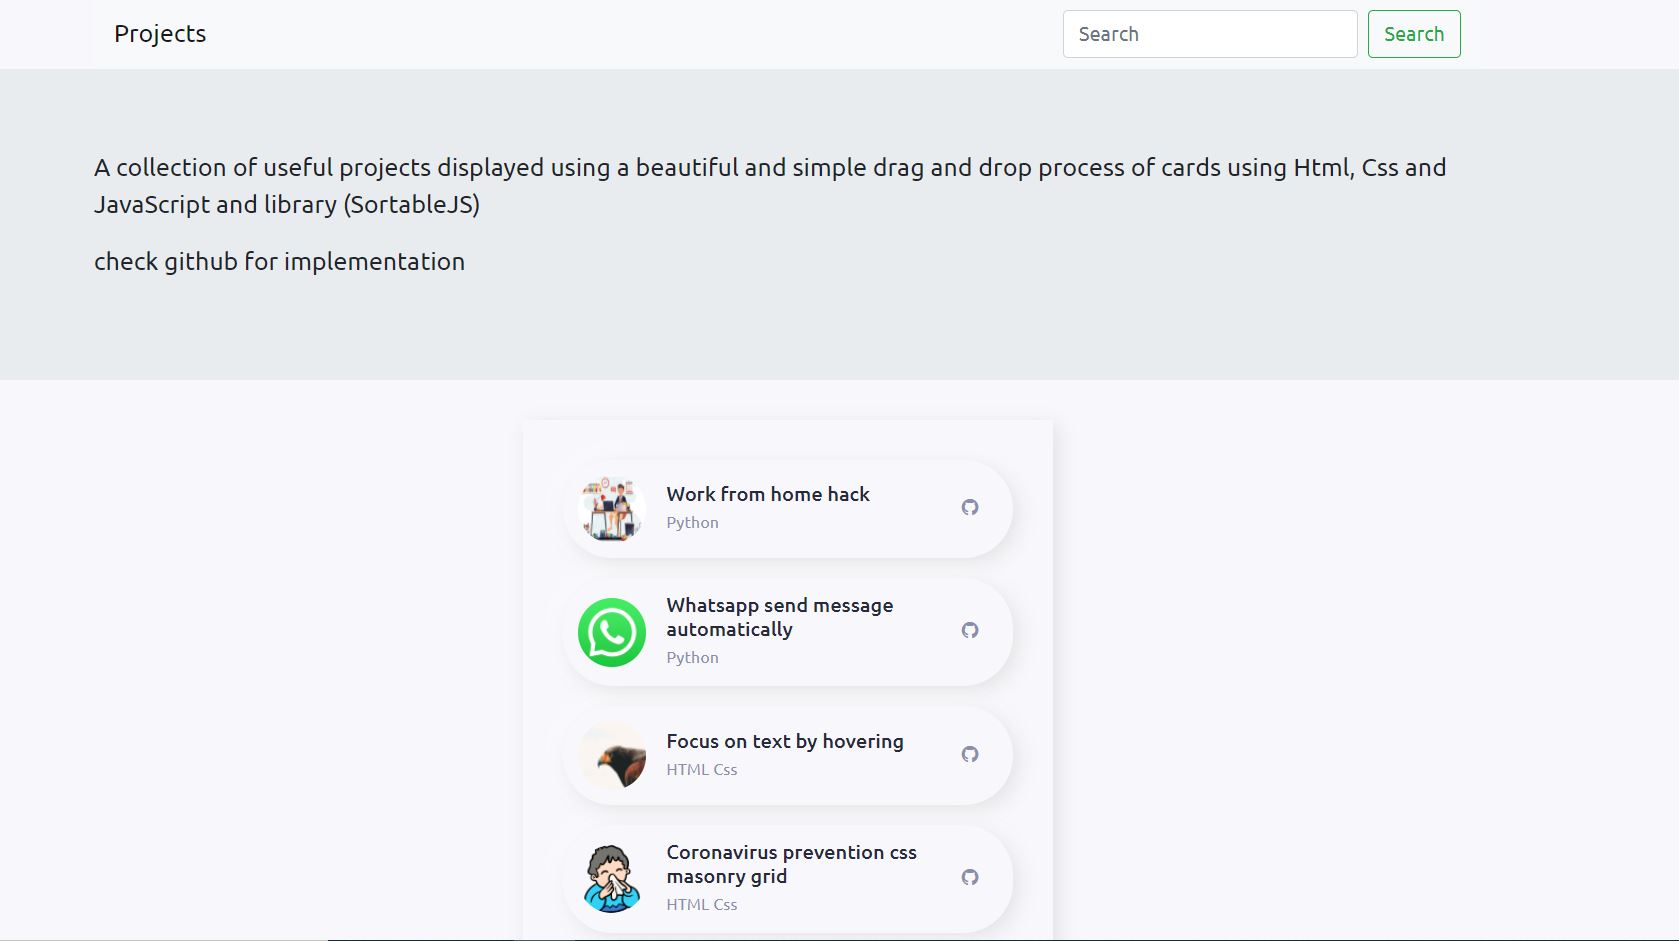 Projects
Search
Search
A collection of useful projects displayed using a beautiful and simple drag and drop process of cards using Html, Css and
JavaScript and library (SortableJS)
check github for implementation
Work from home hack
Python
Whatsapp send message
automatically
Python
Focus on text by hovering
HTML Css
Coronavirus prevention css
masonry grid
HTML Css